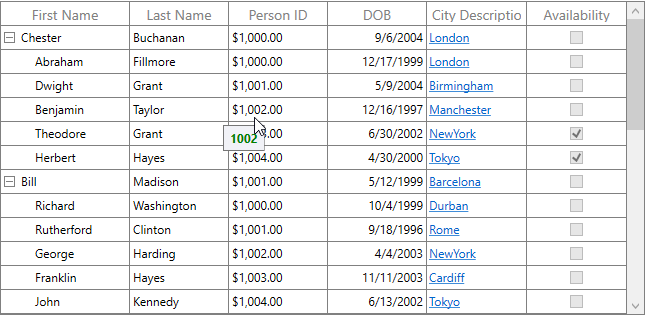 First Name Last Name Person ID DOB City Descriptio Availability
Chester Buchanan $1,000.00 9/6/2004 London
Abraham Fillmore $1,000.00 12/17/1999 London
Dwight Grant $1,001.00 5/9/2004 Birmingham
Benjamin Taylor $1,002.00 12/16/1997 Manchester
Theodore Grant 3.00 6/30/2002 NewYork
1002
Herbert Hayes $1,004.00 4/30/2000 Tokyo
Bill Madison $1,001.00 5/12/1999 Barcelona
Richard Washington $1,000.00 10/4/1999 Durban
Rutherford Clinton $1,001.00 9/18/1996 Rome
George Harding $1,002.00 4/4/2003 NewYork
Franklin Hayes $1,003.00 11/11/2003 Cardiff
John Kennedy $1,004.00 6/13/2002 Tokyo